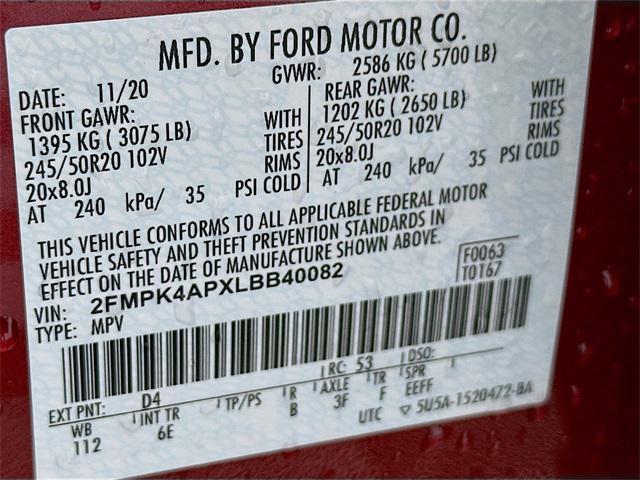 MFD. BY FORD MOTOR CO.
DATE: 11/20 GVWR: 2586 KG ( 5700 LB)
FRONT GAWR: REAR GAWR:
1395 KG ( 3075 LB) WITH 1202 KG ( 2650 LB) WITH
245/50R20 102V TIRES 245/50R20 102V TIRES
20x8.0J RIMS 20x8.0J RIMS
AT 240 kPa/ 35 PSI COLD AT 240 kPa/ 35 PSI COLD
THIS VEHICLE CONFORMS TO ALL APPLICABLE FEDERAL MOTOR
VEHICLE SAFETY AND THEFT PREVENTION STANDARDS IN
EFFECT ON THE DATE OF MANUFACTURE SHOWN ABOVE.
VIN: 2FMPK4APXLBB40082 F0063
TYPE: MPV T0167
EXT PNT: D4 RC: 53 DSO:
WB INT TR TP/PS R AXLE TR SPR
112 6E B 3F F EEFF
UTC ▽ 5U5A-1520472-BA